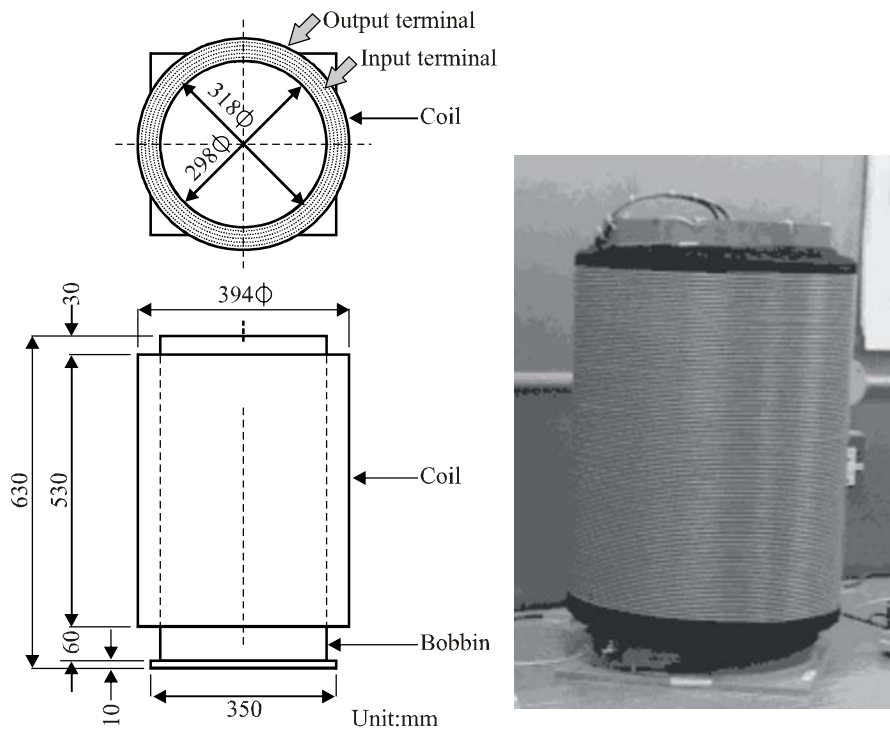 Output terminal
Input terminal
318Φ
298Φ
Coil
394Φ
30
630
530
Coil
60
Bobbin
10
350
Unit:mm